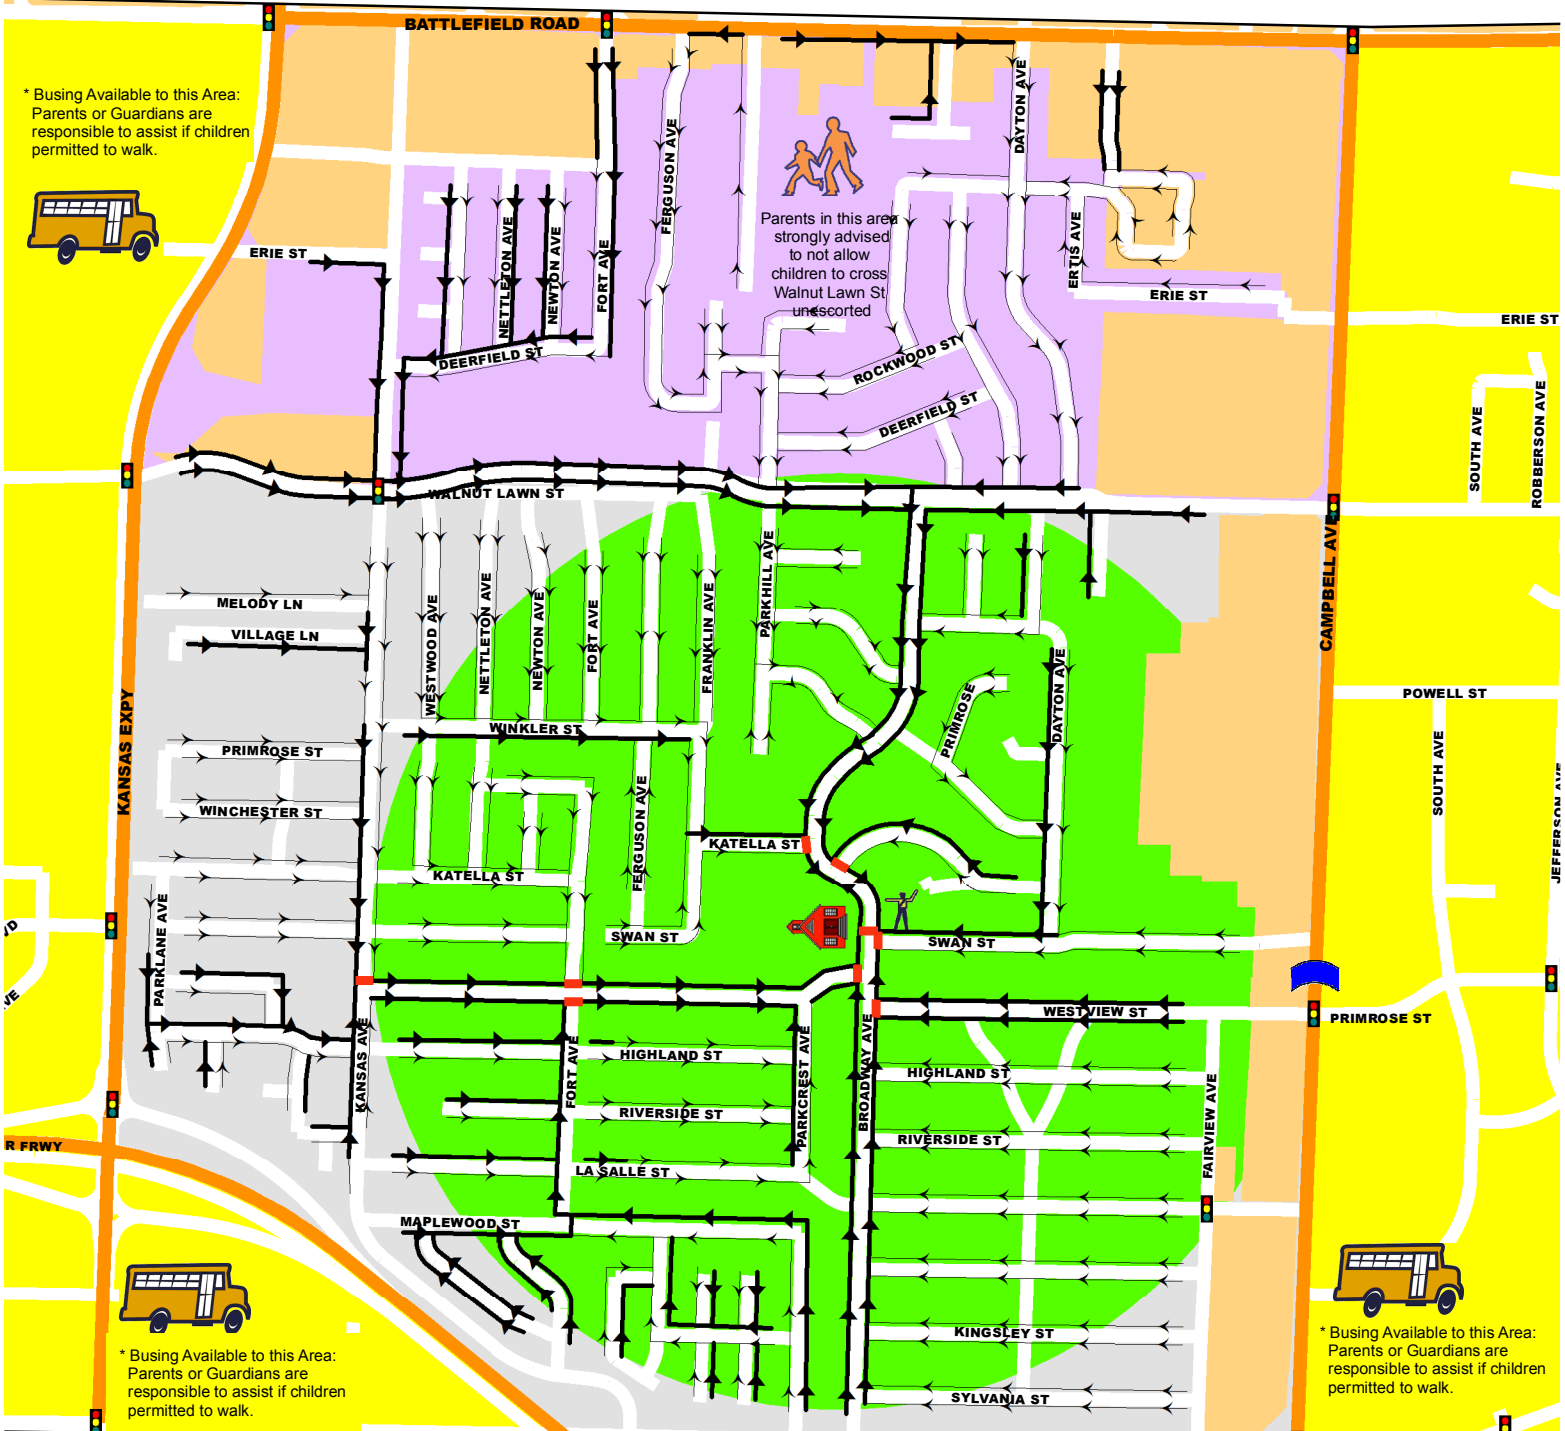 BATTLEFIELD ROAD
* Busing Available to this Area:
Parents or Guardians are
responsible to assist if children
permitted to walk.
ERIE ST
NETTLETON AVE
NEWTON AVE
FORT AVE
DEERFIELD ST
FERGUSON AVE
Parents in this area
strongly advised
to not allow
children to cross
Walnut Lawn St
unescorted
DAYTON AVE
ERTIS AVE
ERIE ST
ERIE ST
ROCKWOOD ST
DEERFIELD ST
SOUTH AVE
ROBBERSON AVE
WALNUT LAWN ST
CAMPBELL AVE
KANSAS EXPY
MELODY LN
VILLAGE LN
WESTWOOD AVE
NETTLETON AVE
NEWTON AVE
FORT AVE
FRANKLIN AVE
PARKHILL AVE
PRIMROSE
DAYTON AVE
POWELL ST
WINKLER ST
PRIMROSE ST
WINCHESTER ST
FERGUSON AVE
SOUTH AVE
JEFFERSON AVE
KATELLA ST
KATELLA ST
PARKLANE AVE
SWAN ST
SWAN ST
VD
VE
WESTVIEW ST
PRIMROSE ST
KANSAS AVE
FORT AVE
HIGHLAND ST
PARKCREST AVE
BROADWAY AVE
HIGHLAND ST
FAIRVIEW AVE
RIVERSIDE ST
RIVERSIDE ST
R FRWY
LA SALLE ST
MAPLEWOOD ST
KINGSLEY ST
SYLVANIA ST
* Busing Available to this Area:
Parents or Guardians are
responsible to assist if children
permitted to walk.
* Busing Available to this Area:
Parents or Guardians are
responsible to assist if children
permitted to walk.